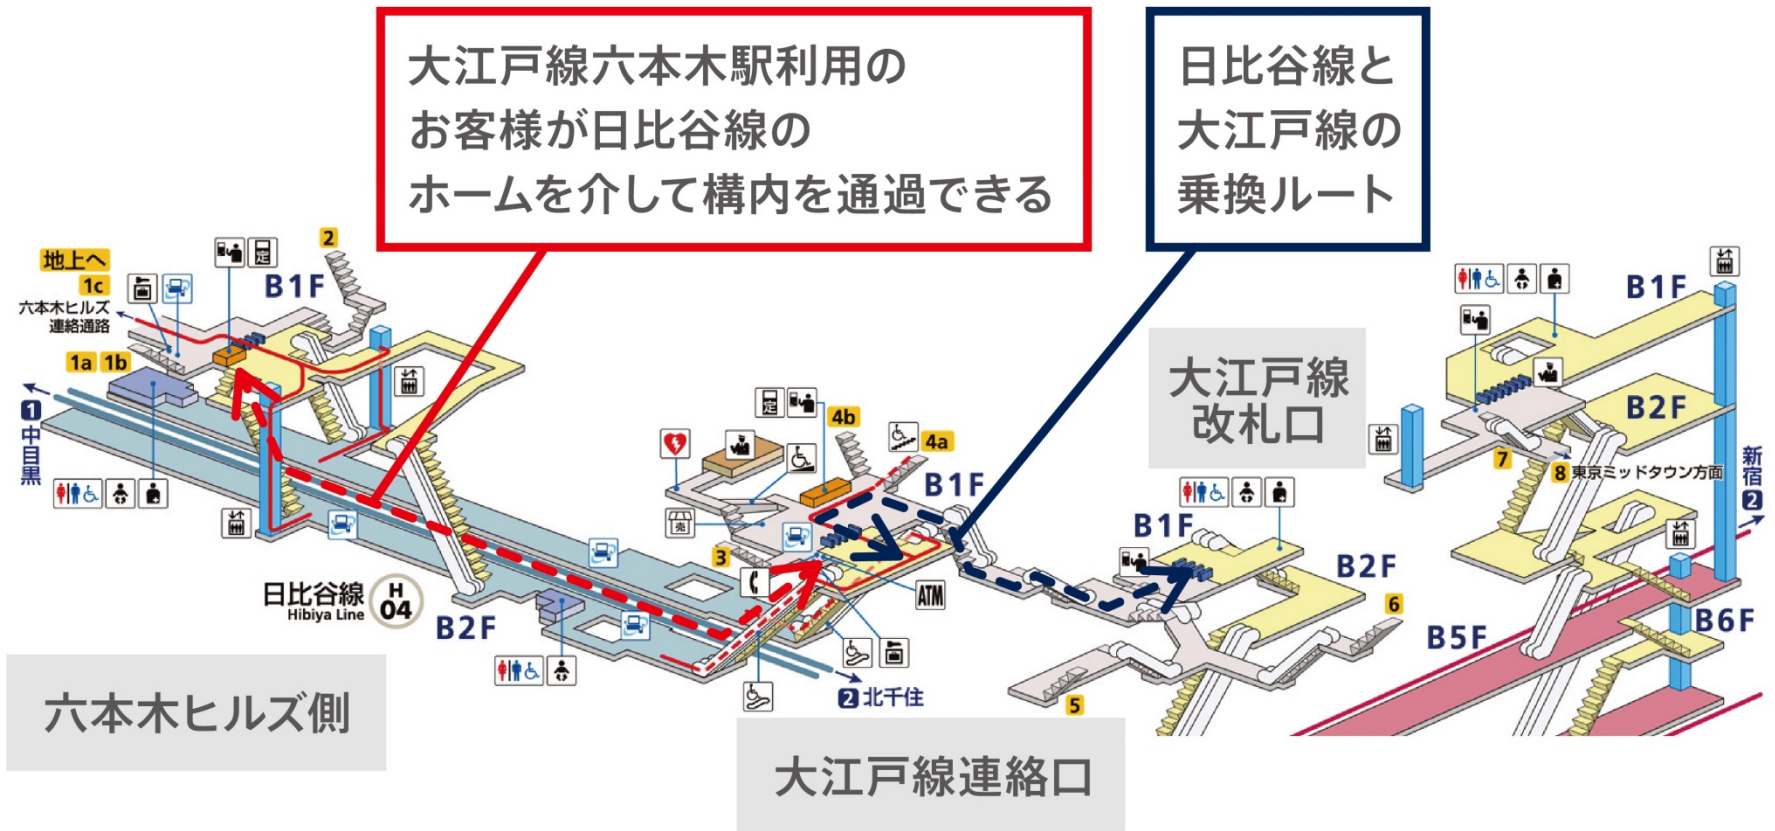 大江戸線六本木駅利用の
お客様が日比谷線の
ホームを介して構内を通過できる
日比谷線と
大江戸線の
乗換ルート
地上へ
1c
六本木ヒルズ
連絡通路
1a 1b
定
2
B1F
1 中目黒
日比谷線
Hibiya Line
H
04
B2F
六本木ヒルズ側
定
4b
4a
B1F
売
3
ATM
2 北千住
大江戸線連絡口
大江戸線
改札口
B1F
B2F
5
6
B1F
B2F
7
8 東京ミッドタウン方面
新宿 2
B5F
B6F